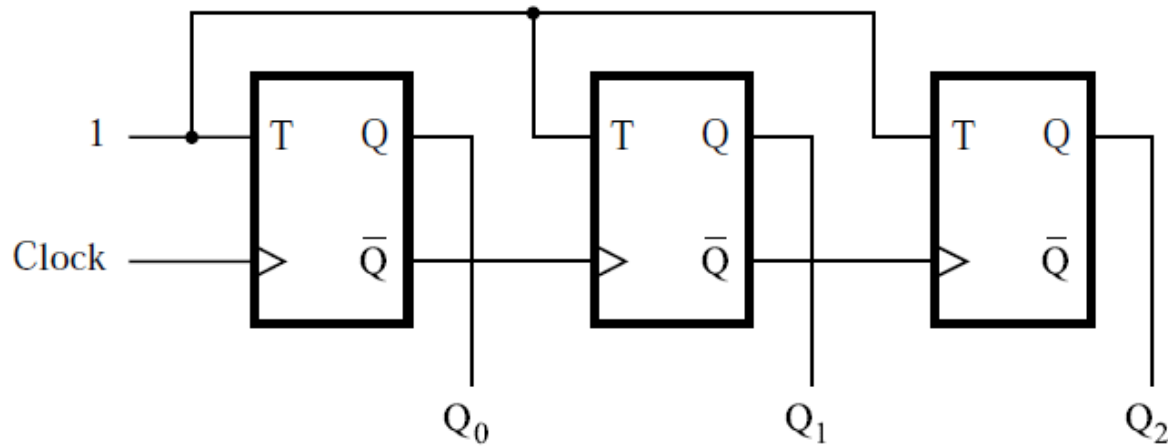 1 T Q T Q T Q
Clock Q̅ Q̅ Q̅
Q₀ Q₁ Q₂